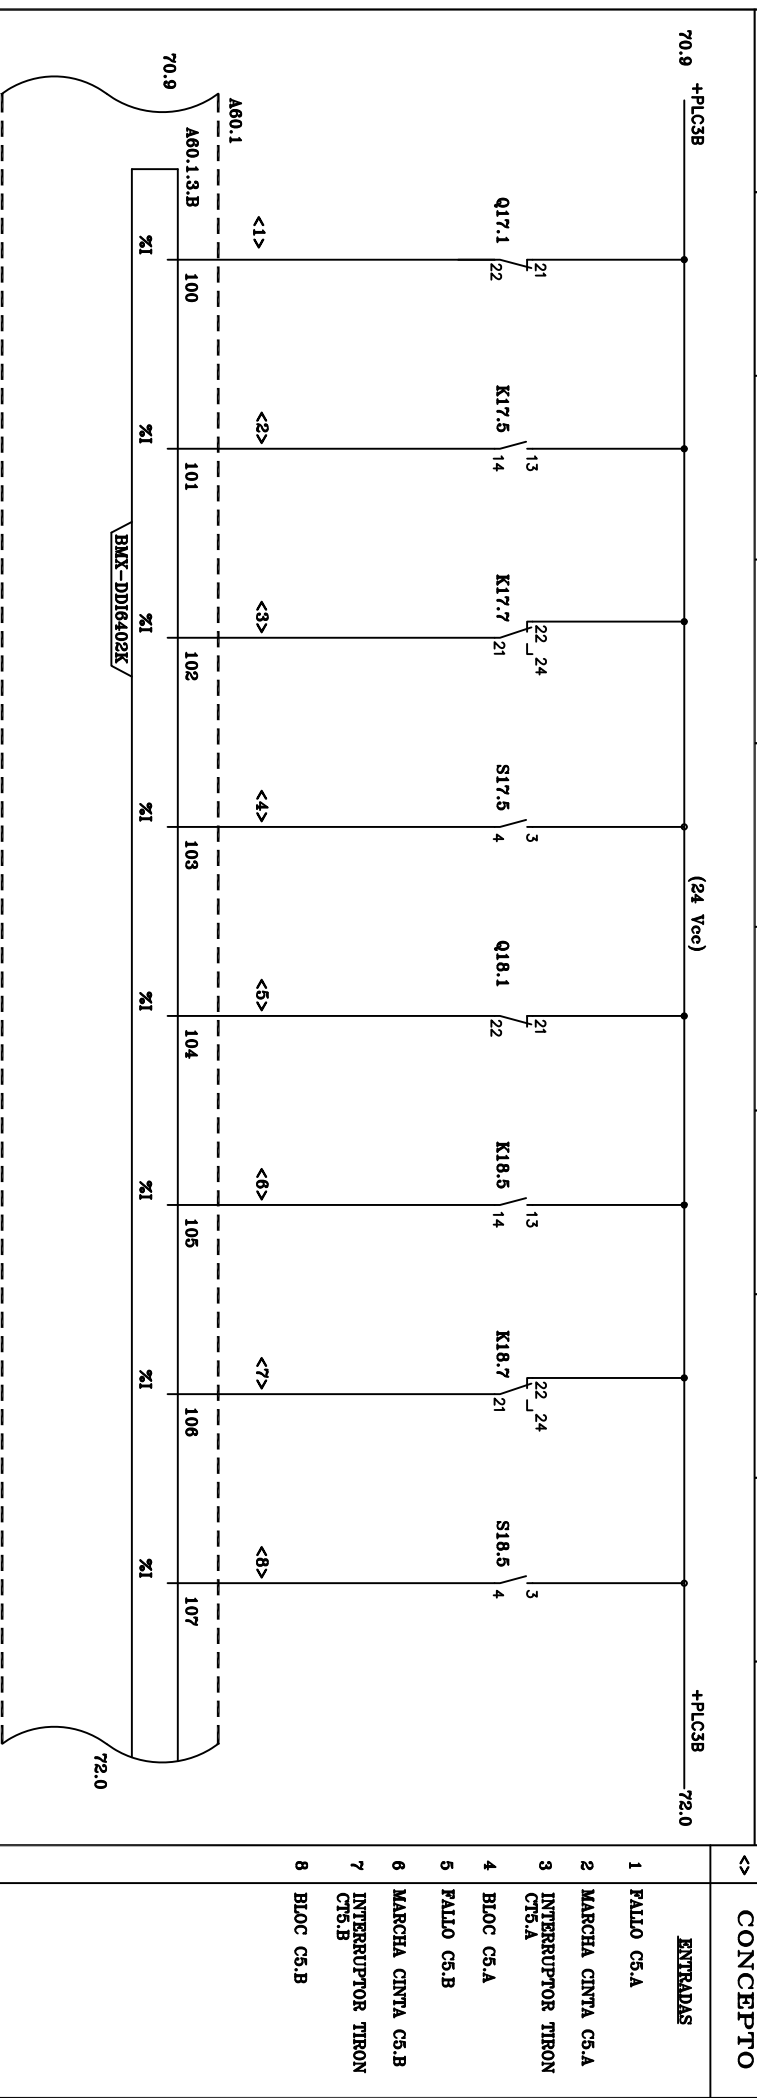 70.9
+PLC3B
(24 Vcc)
+PLC3B
72.0
Q17.1
21
22
K17.5
13
14
K17.7
22
24
21
S17.5
3
4
Q18.1
21
22
K18.5
13
14
K18.7
22
24
21
S18.5
3
4
<1>
<2>
<3>
<4>
<5>
<6>
<7>
<8>
A60.1
70.9
A60.1.3.B
100
101
102
103
104
105
106
107
%I
%I
%I
%I
%I
%I
%I
%I
BMX-DDI6402K
72.0
<> CONCEPTO
ENTRADAS
1 FALLO C5.A
2 MARCHA CINTA C5.A
3 INTERRUPTOR TIRON
CT5.A
4 BLOC C5.A
5 FALLO C5.B
6 MARCHA CINTA C5.B
7 INTERRUPTOR TIRON
CT5.B
8 BLOC C5.B